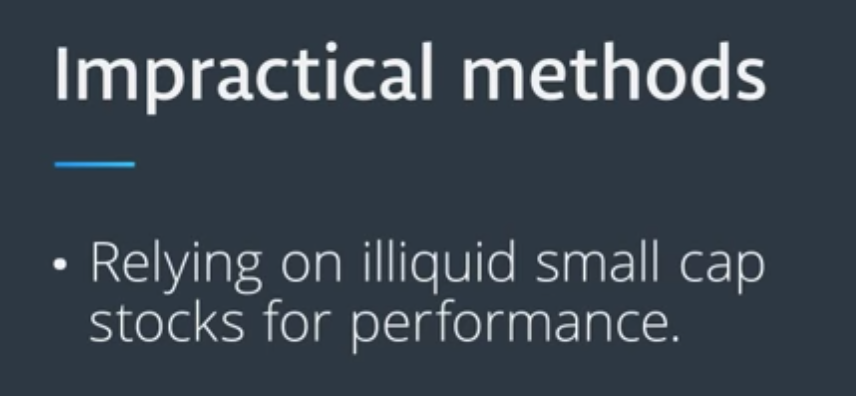 Impractical methods
• Relying on illiquid small cap
stocks for performance.